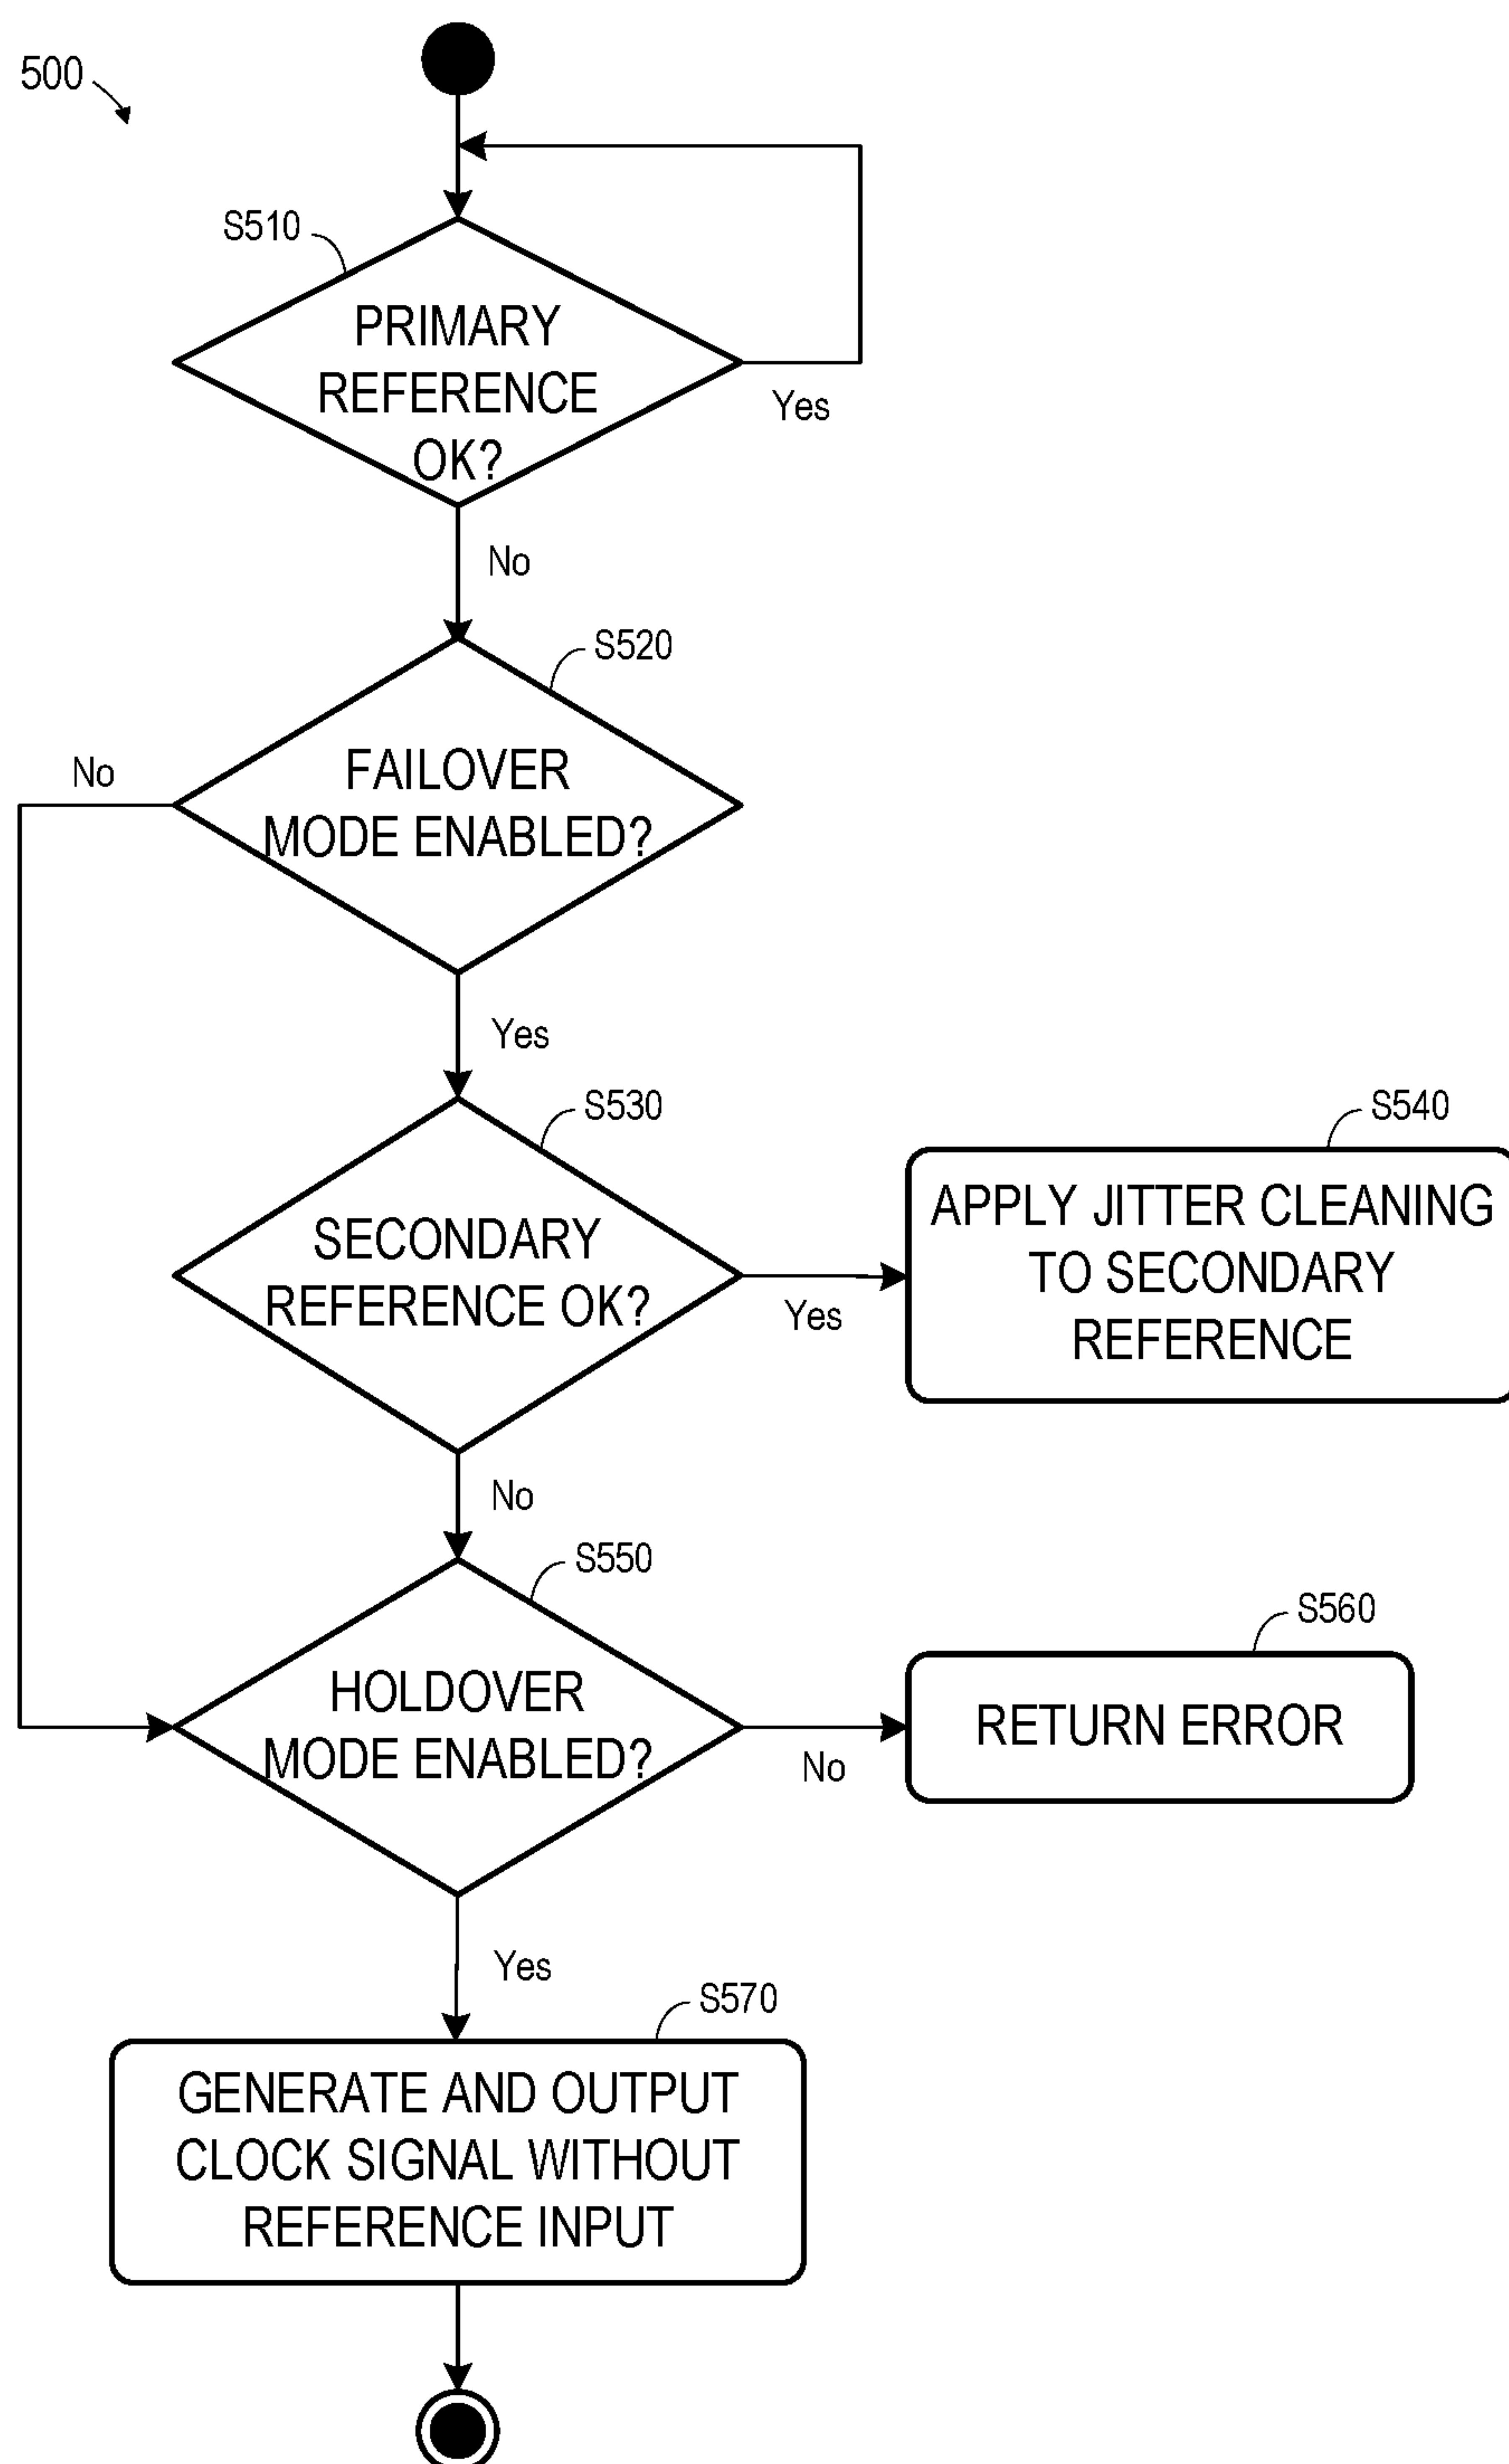 500
S510
PRIMARY
REFERENCE
OK?
Yes
No
S520
No
FAILOVER
MODE ENABLED?
Yes
S530
SECONDARY
REFERENCE OK?
Yes
S540
APPLY JITTER CLEANING
TO SECONDARY
REFERENCE
No
S550
HOLDOVER
MODE ENABLED?
No
S560
RETURN ERROR
Yes
S570
GENERATE AND OUTPUT
CLOCK SIGNAL WITHOUT
REFERENCE INPUT